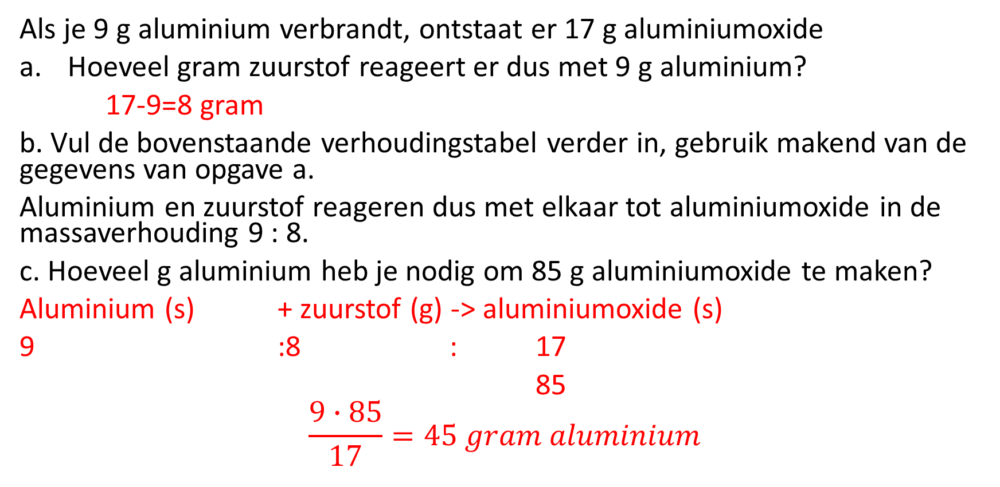 Als je 9 g aluminium verbrandt, ontstaat er 17 g aluminiumoxide
a. Hoeveel gram zuurstof reageert er dus met 9 g aluminium?
17-9=8 gram
b. Vul de bovenstaande verhoudingstabel verder in, gebruik makend van de
gegevens van opgave a.
Aluminium en zuurstof reageren dus met elkaar tot aluminiumoxide in de
massaverhouding 9 : 8.
c. Hoeveel g aluminium heb je nodig om 85 g aluminiumoxide te maken?
Aluminium (s) + zuurstof (g) -> aluminiumoxide (s)
9 :8 : 17
85
9 · 85
= 45 gram aluminium
17